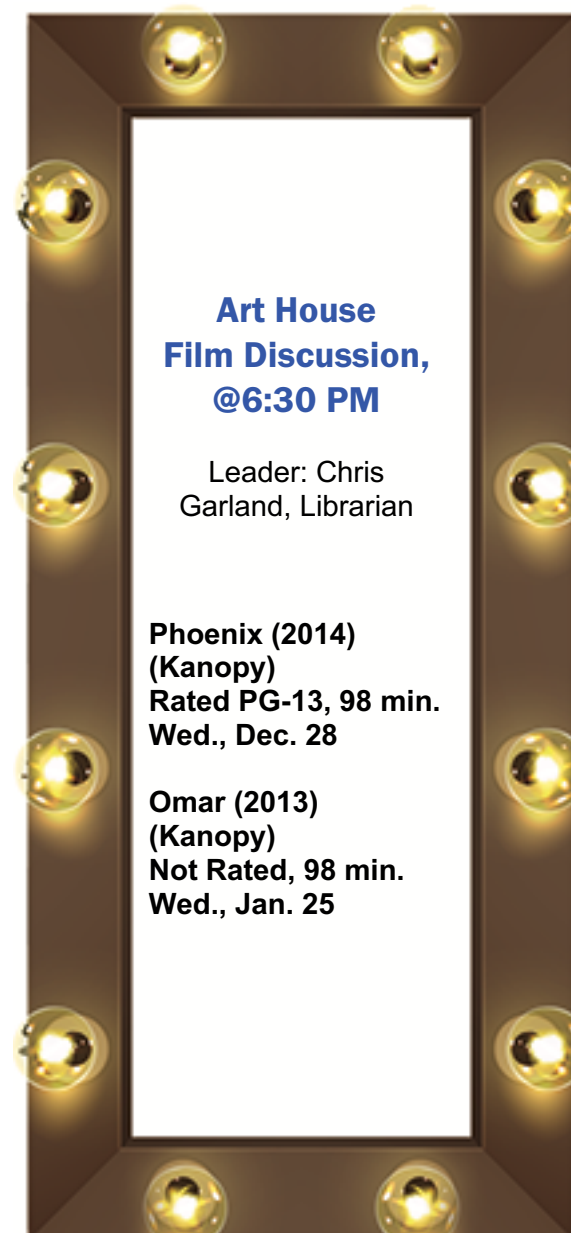 Art House
Film Discussion,
@6:30 PM
Leader: Chris
Garland, Librarian
Phoenix (2014)
(Kanopy)
Rated PG-13, 98 min.
Wed., Dec. 28
Omar (2013)
(Kanopy)
Not Rated, 98 min.
Wed., Jan. 25